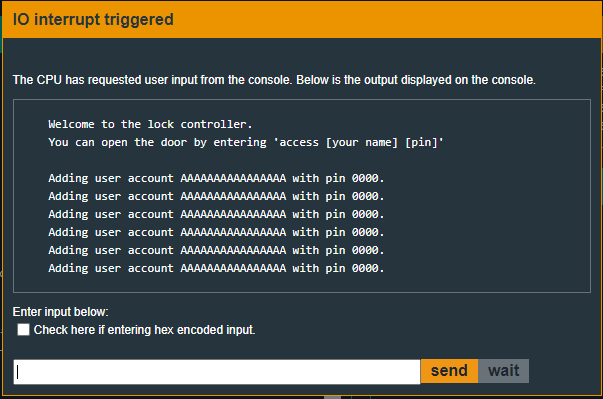 IO interrupt triggered
The CPU has requested user input from the console. Below is the output displayed on the console.
Welcome to the lock controller.
You can open the door by entering 'access [your name] [pin]'
Adding user account AAAAAAAAAAAAAAAA with pin 0000.
Adding user account AAAAAAAAAAAAAAAA with pin 0000.
Adding user account AAAAAAAAAAAAAAAA with pin 0000.
Adding user account AAAAAAAAAAAAAAAA with pin 0000.
Adding user account AAAAAAAAAAAAAAAA with pin 0000.
Adding user account AAAAAAAAAAAAAAAA with pin 0000.
Enter input below:
Check here if entering hex encoded input.
send wait